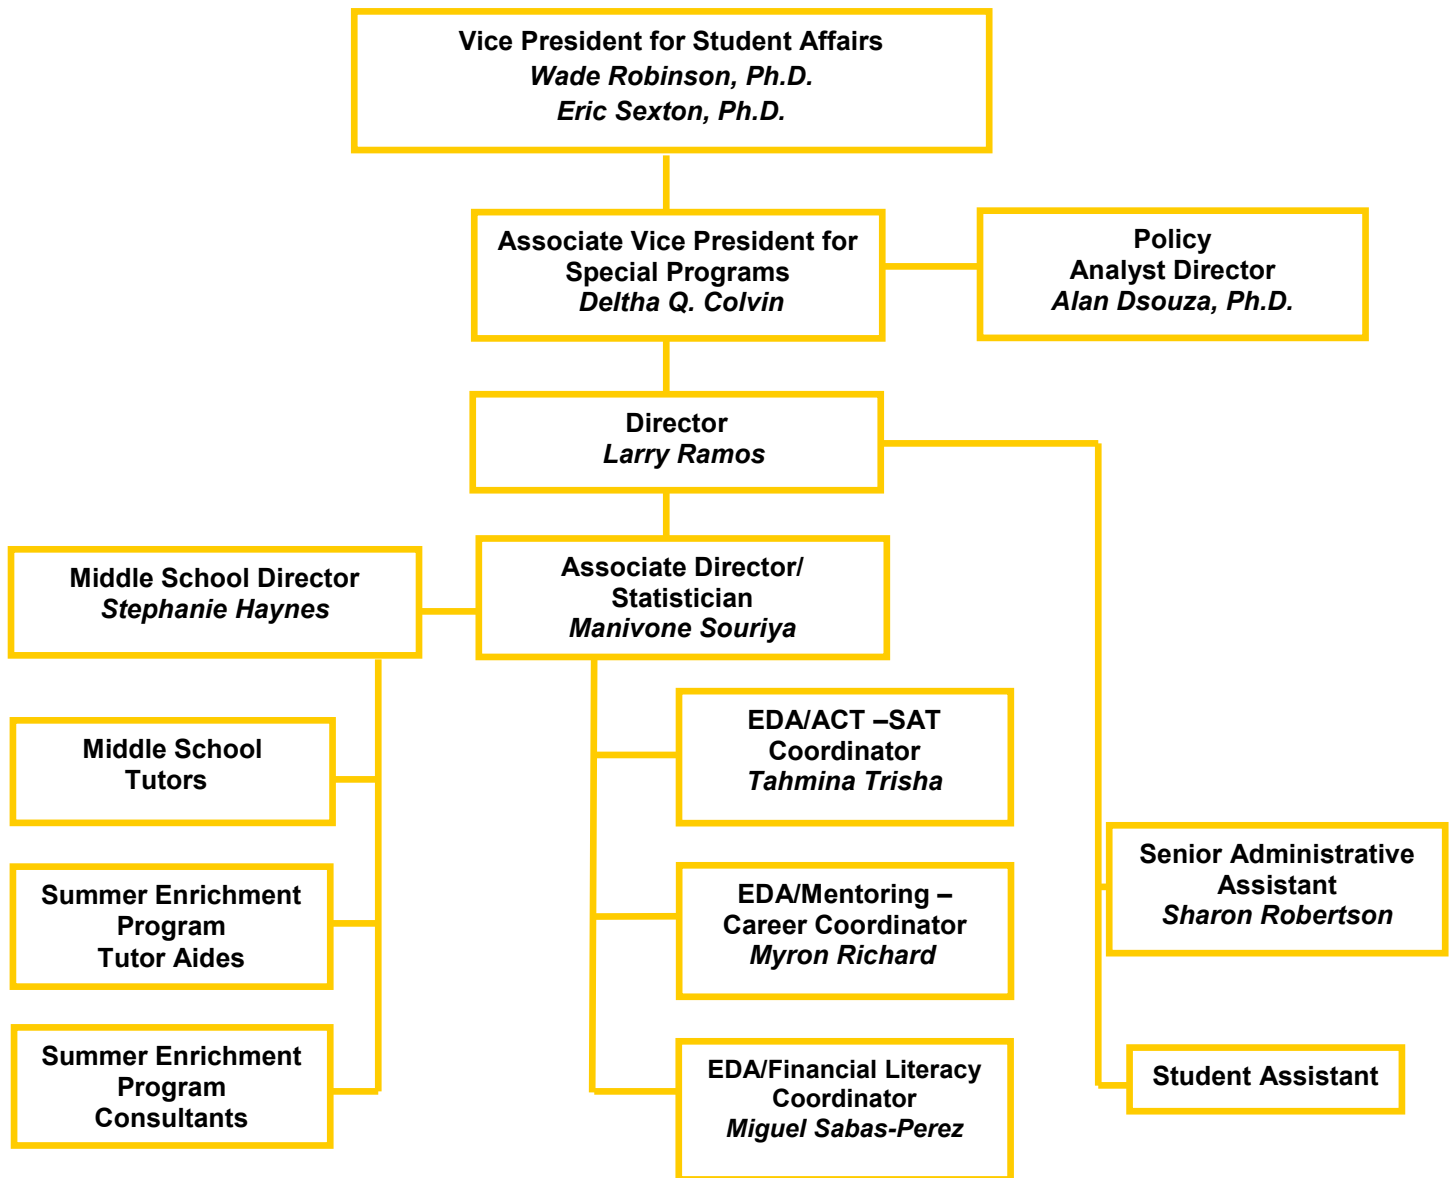 Vice President for Student Affairs
Wade Robinson, Ph.D.
Eric Sexton, Ph.D.
Associate Vice President for
Special Programs
Deltha Q. Colvin
Policy
Analyst Director
Alan Dsouza, Ph.D.
Director
Larry Ramos
Middle School Director
Stephanie Haynes
Associate Director/
Statistician
Manivone Souriya
Middle School
Tutors
Summer Enrichment
Program
Tutor Aides
Summer Enrichment
Program
Consultants
EDA/ACT –SAT
Coordinator
Tahmina Trisha
EDA/Mentoring –
Career Coordinator
Myron Richard
EDA/Financial Literacy
Coordinator
Miguel Sabas-Perez
Senior Administrative
Assistant
Sharon Robertson
Student Assistant